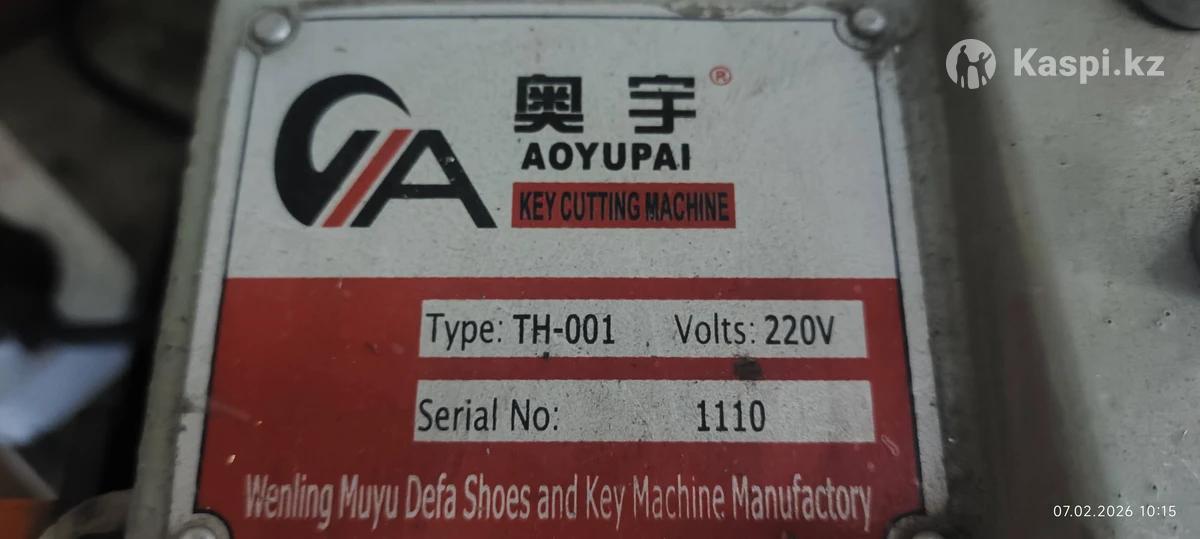 Kaspi.kz
奥宇®
AOYUPAI
KEY CUTTING MACHINE
Type: TH-001 Volts: 220V
Serial No: 1110
Wenling Muyu Defa Shoes and Key Machine Manufactory
07.02.2026 10:15